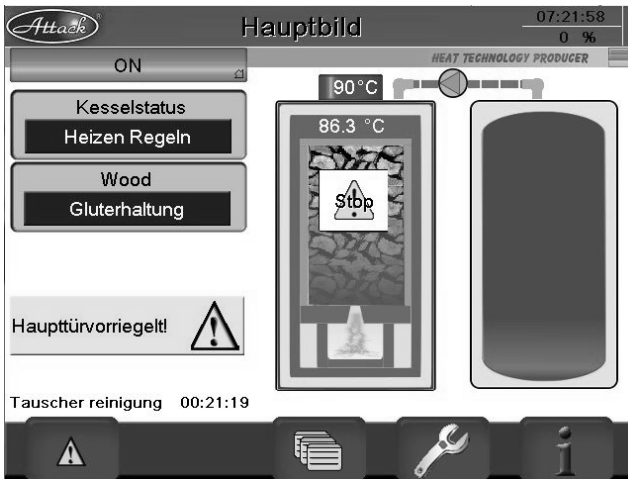 Attack
Hauptbild
07:21:58
0 %
HEAT TECHNOLOGY PRODUCER
ON
90°C
Kesselstatus
86.3 °C
Heizen Regeln
Wood
Stop
Gluterhaltung
Haupttürvorriegelt!
Tauscher reinigung 00:21:19